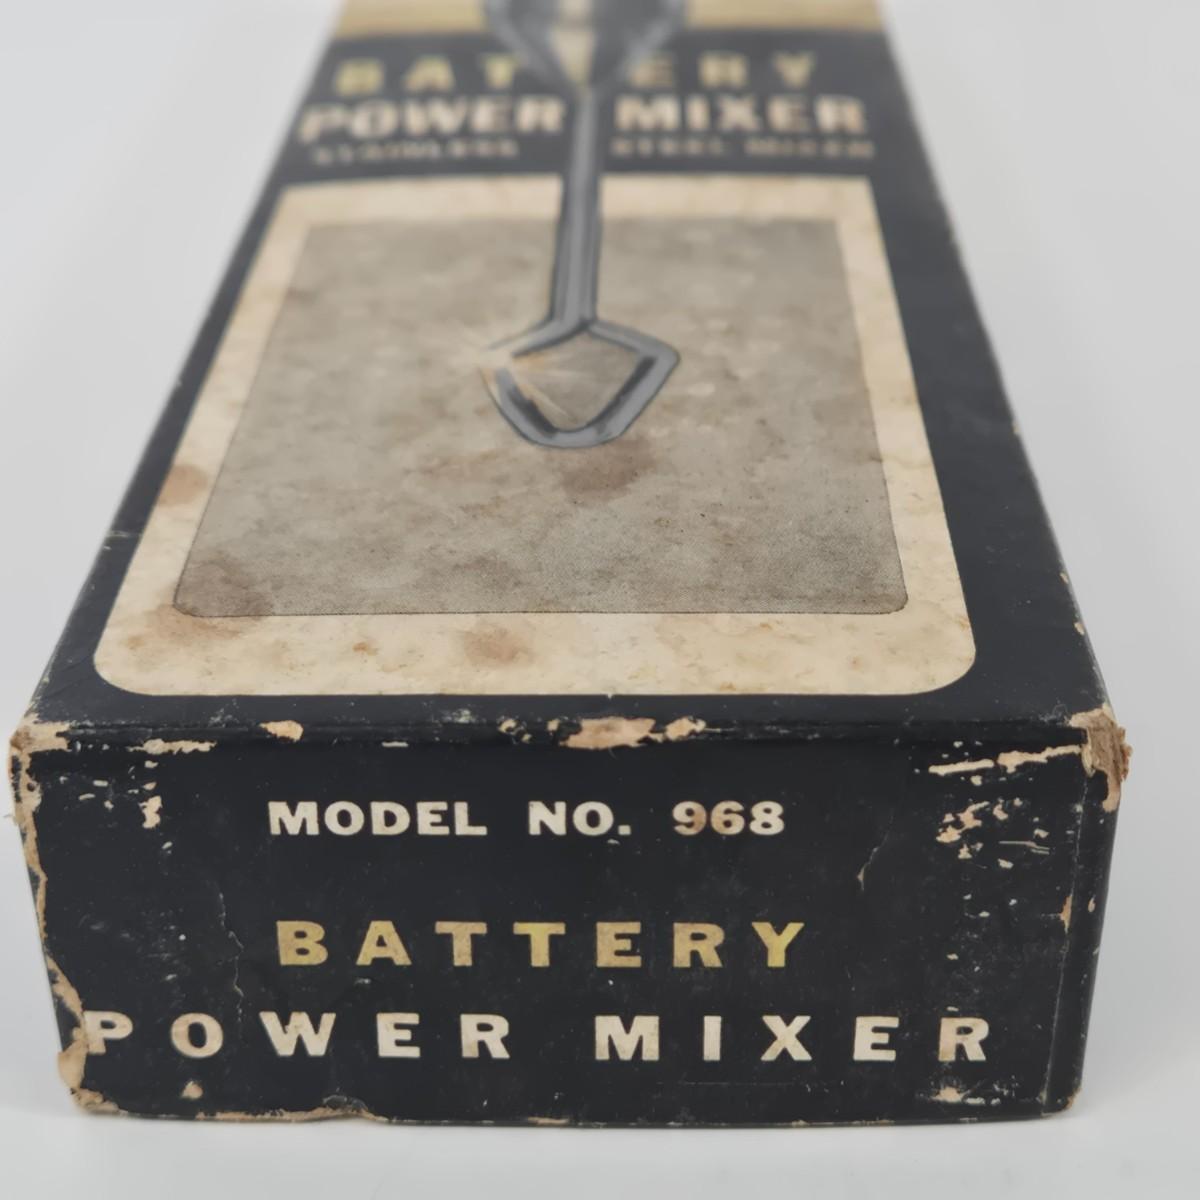 BATTERY
POWER MIXER
STAINLESS STEEL MIXER
MODEL NO. 968
BATTERY
POWER MIXER